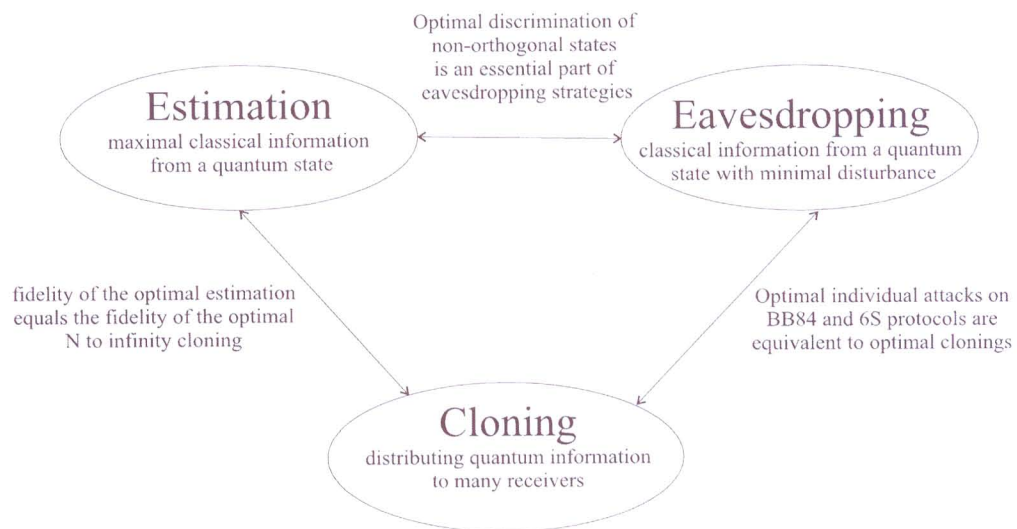 Optimal discrimination of
non-orthogonal states
is an essential part of
eavesdropping strategies
Estimation
maximal classical information
from a quantum state
Eavesdropping
classical information from a quantum
state with minimal disturbance
fidelity of the optimal estimation
equals the fidelity of the optimal
N to infinity cloning
Optimal individual attacks on
BB84 and 6S protocols are
equivalent to optimal clonings
Cloning
distributing quantum information
to many receivers